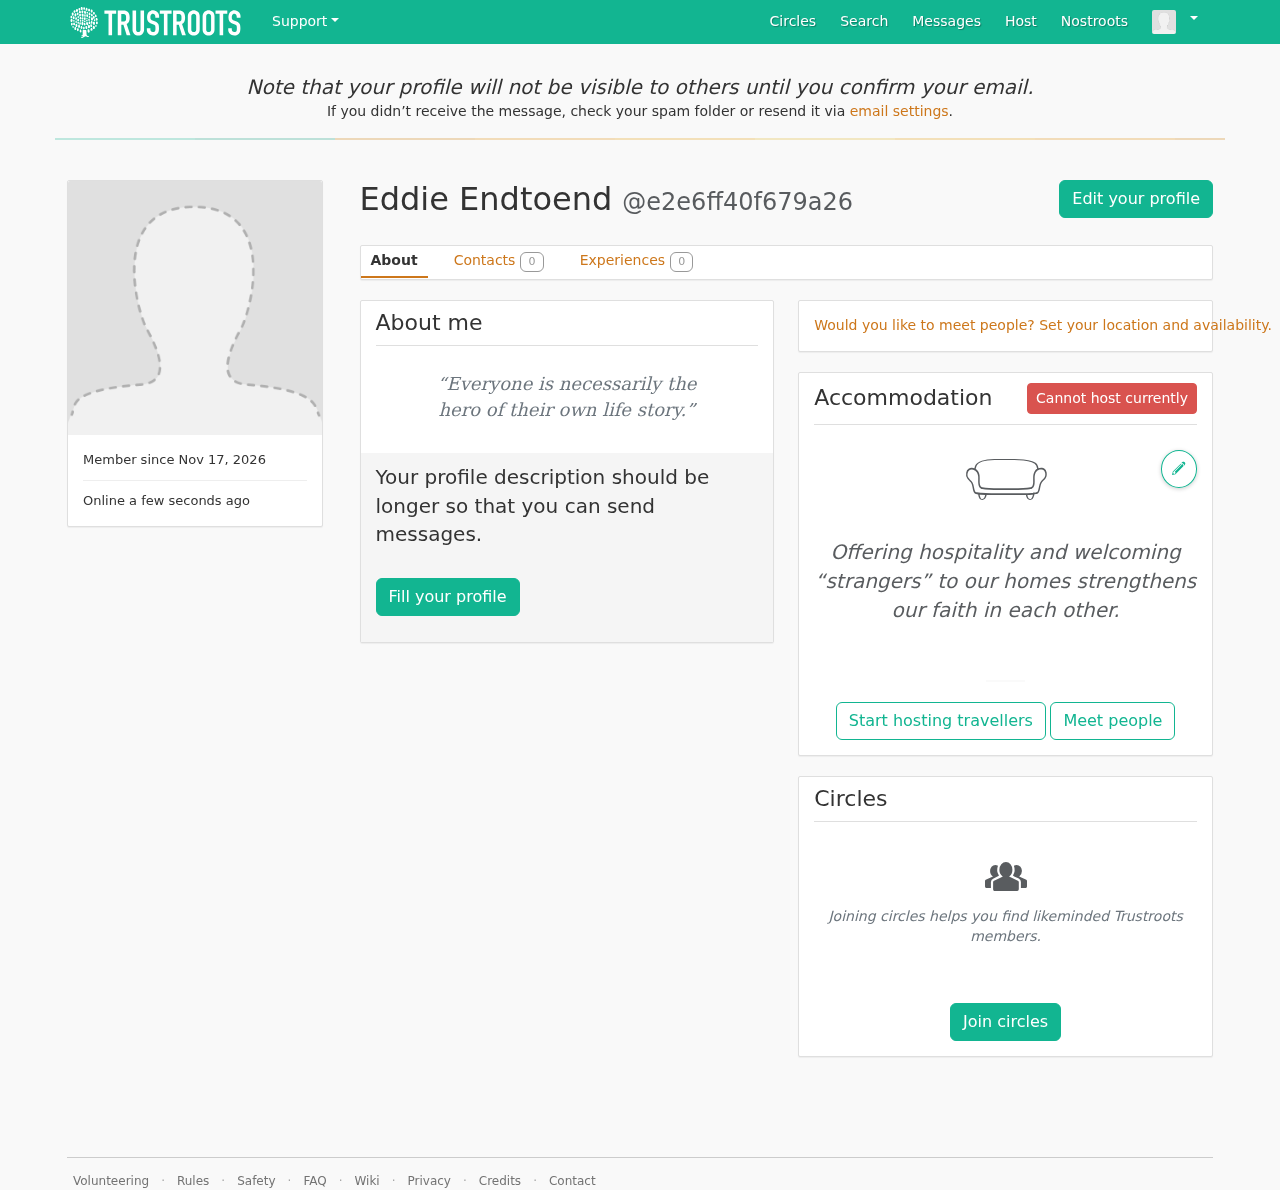 TRUSTROOTS
Support
Circles
Search
Messages
Host
Nostroots
Note that your profile will not be visible to others until you confirm your email.
If you didn’t receive the message, check your spam folder or resend it via email settings.
Member since Nov 17, 2026
Online a few seconds ago
Eddie Endtoend @e2e6ff40f679a26
Edit your profile
About
Contacts 0
Experiences 0
About me
“Everyone is necessarily the
hero of their own life story.”
Your profile description should be
longer so that you can send
messages.
Fill your profile
Would you like to meet people? Set your location and availability.
Accommodation
Cannot host currently
Offering hospitality and welcoming
“strangers” to our homes strengthens
our faith in each other.
Start hosting travellers
Meet people
Circles
Joining circles helps you find likeminded Trustroots
members.
Join circles
Volunteering · Rules · Safety · FAQ · Wiki · Privacy · Credits · Contact